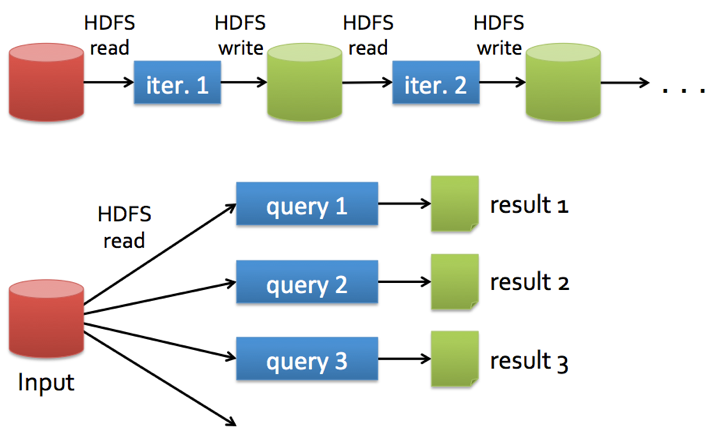 HDFS
read
HDFS
write
HDFS
read
HDFS
write
iter. 1
iter. 2
. . .
HDFS
read
query 1
result 1
query 2
result 2
query 3
result 3
Input